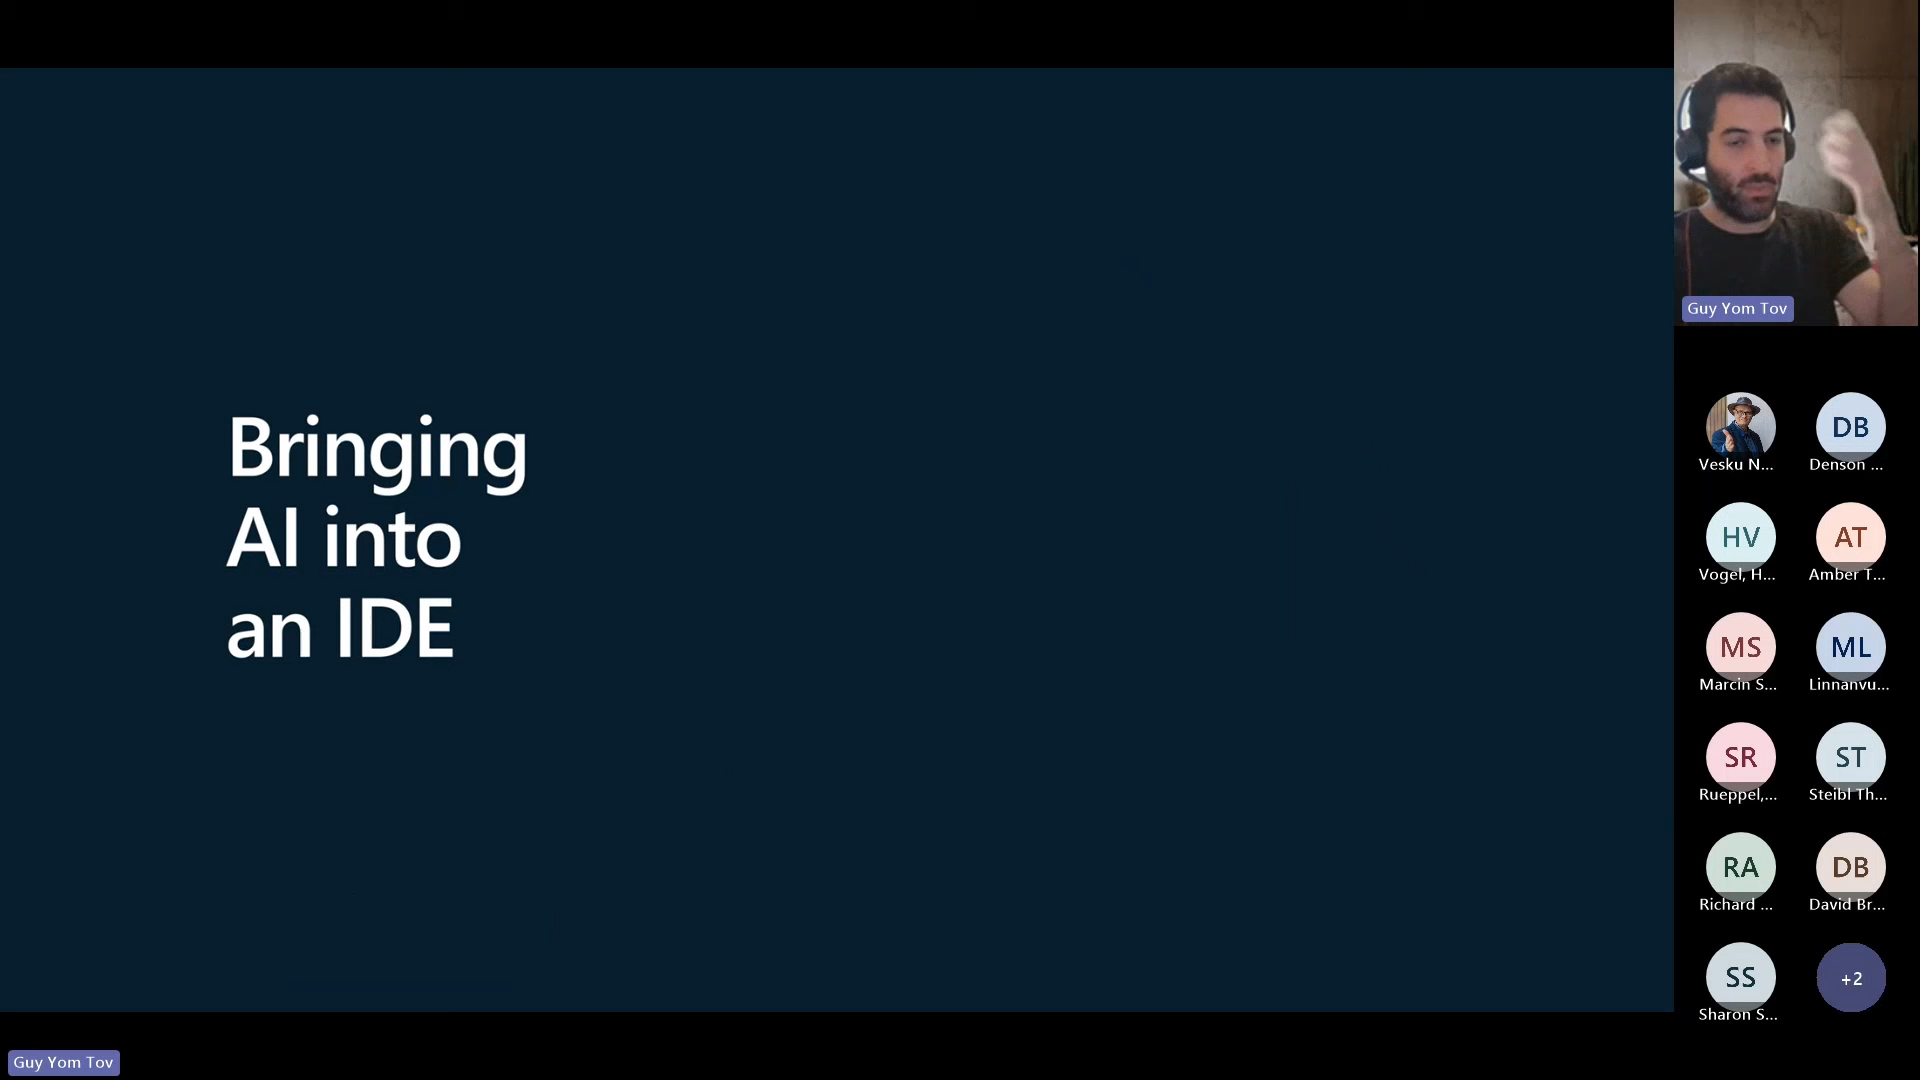 Bringing
AI into
an IDE
Guy Yom Tov
Vesku N...
DB
Denson ...
HV
Vogel, H...
AT
Amber T...
MS
Marcin S...
ML
Linnanvu...
SR
Rueppel,...
ST
Steibl Th...
RA
Richard ...
DB
David Br...
SS
Sharon S...
+2
Guy Yom Tov